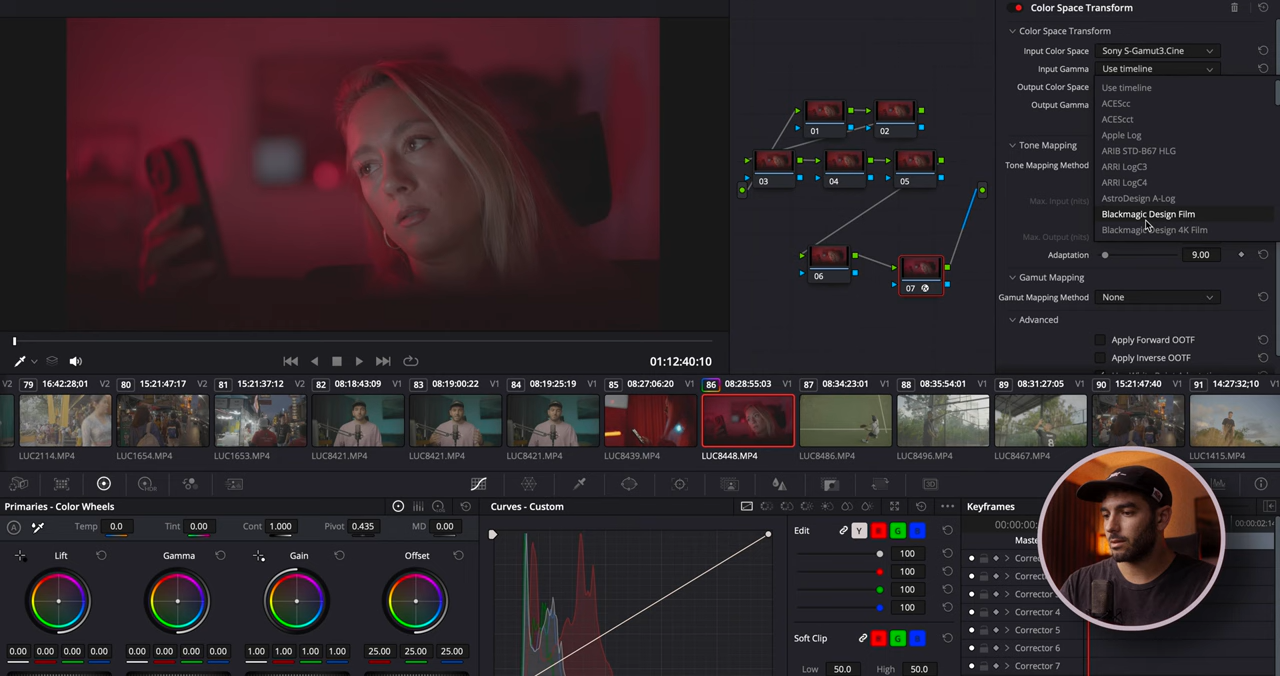 Color Space Transform
Color Space Transform
Input Color Space Sony S-Gamut3.Cine
Input Gamma Use timeline
Output Color Space
Output Gamma
Use timeline
ACEScc
ACEScct
Apple Log
ARIB STD-B67 HLG
ARRI LogC3
ARRI LogC4
AstroDesign A-Log
Blackmagic Design Film
Blackmagic Design 4K Film
Tone Mapping
Tone Mapping Method
Max. Input (nits)
Max. Output (nits)
Adaptation 9.00
Gamut Mapping
Gamut Mapping Method None
Advanced
Apply Forward OOTF
Apply Inverse OOTF
01 02
03 04 05
06 07
01:12:40:10
V2 79 16:42:28;01 V2 80 15:21:47:17 V2 81 15:21:37:12 V2 82 08:18:43:09 V1 83 08:19:00:22 V1 84 08:19:25:19 V1 85 08:27:06:20 V1 86 08:28:55:03 V1 87 08:34:23:01 V1 88 08:35:54:01 V1 89 08:31:27:05 V1 90 15:21:47:40 V1 91 14:27:32;10
LUC2114.MP4 LUC1654.MP4 LUC1653.MP4 LUC8421.MP4 LUC8421.MP4 LUC8421.MP4 LUC8439.MP4 LUC8448.MP4 LUC8486.MP4 LUC8496.MP4 LUC8467.MP4 LUC1415.MP4
HDR
3D
Primaries - Color Wheels
A Temp 0.0 Tint 0.00 Cont 1.000 Pivot 0.435 MD 0.00
Lift Gamma Gain Offset
0.00 0.00 0.00 0.00 0.00 0.00 0.00 0.00 1.00 1.00 1.00 1.00 25.00 25.00 25.00
Curves - Custom
Edit Y R G B
100
100
100
100
Soft Clip R G B
Low 50.0 High 50.0
Keyframes
00:00:02:1
Corrector 4
Corrector 5
Corrector 6
Corrector 7